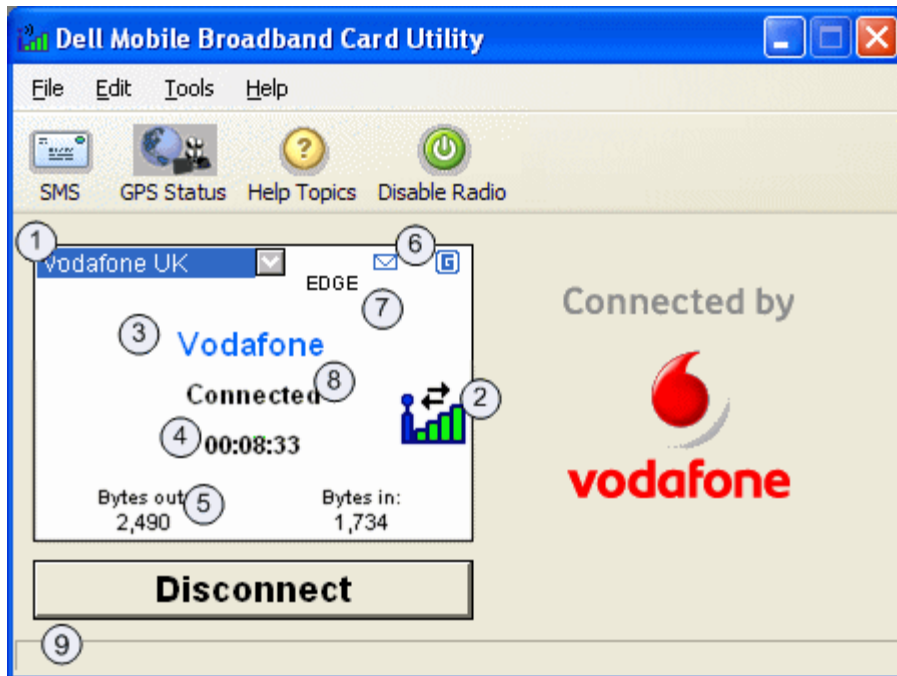 Dell Mobile Broadband Card Utility
File Edit Tools Help
SMS GPS Status Help Topics Disable Radio
1
Vodafone UK
6
G
EDGE
7
3
Vodafone
8
Connected
2
4
00:08:33
Bytes out
5
Bytes in:
2,490
1,734
Connected by
vodafone
Disconnect
9